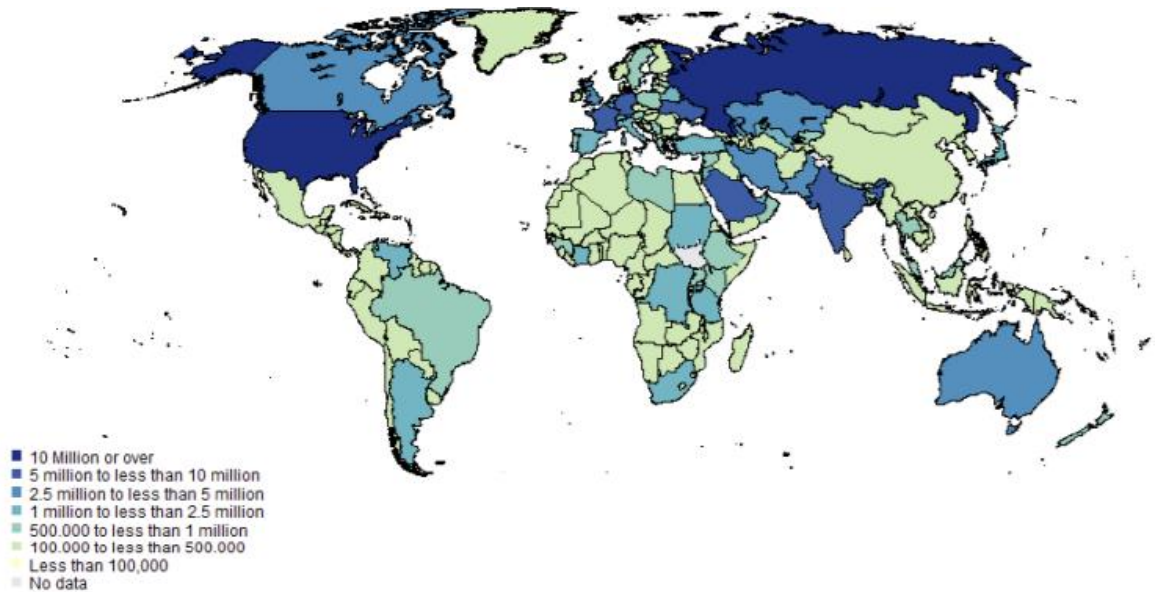 10 Million or over
5 million to less than 10 million
2.5 million to less than 5 million
1 million to less than 2.5 million
500.000 to less than 1 million
100.000 to less than 500.000
Less than 100,000
No data